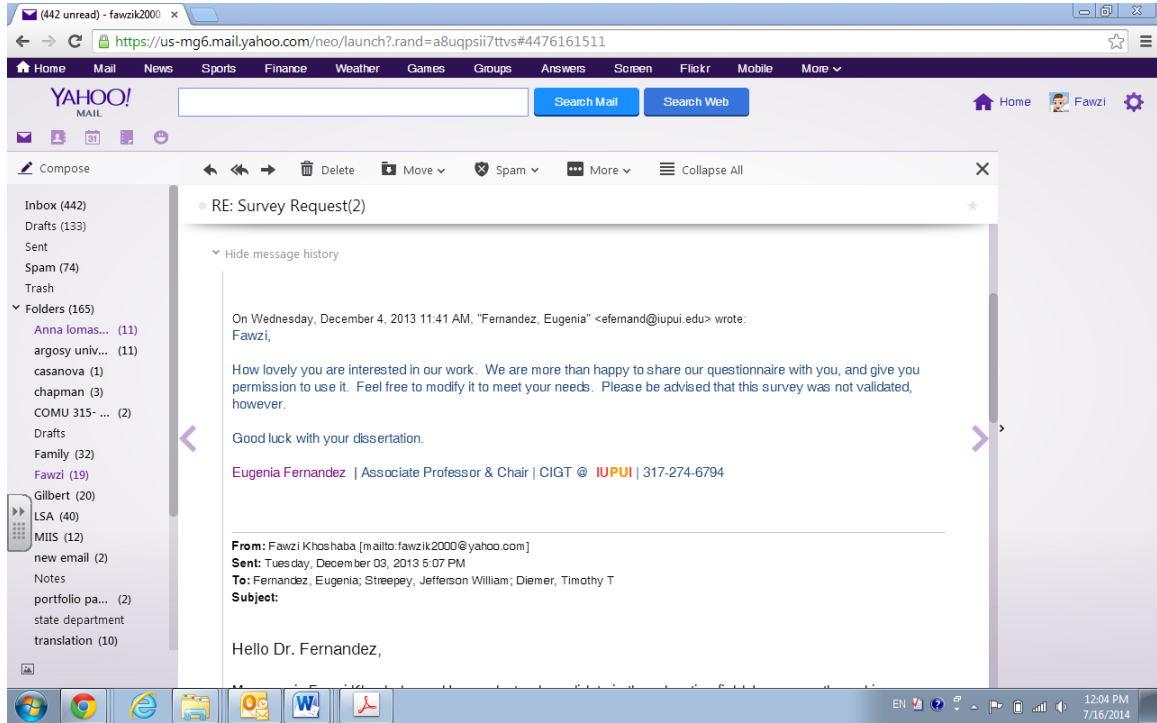 (442 unread) - fawzik2000
https://us-mg6.mail.yahoo.com/neo/launch?.rand=a8uqpsii7ttvs#4476161511
Home Mail News Sports Finance Weather Games Groups Answers Screen Flickr Mobile More
YAHOO!
MAIL
Search Mail Search Web Home Fawzi
31
Compose Delete Move Spam More Collapse All
Inbox (442)
RE: Survey Request(2)
Drafts (133)
Sent
Hide message history
Spam (74)
Trash
Folders (165)
On Wednesday, December 4, 2013 11:41 AM, "Fernandez, Eugenia" <efernand@iupui.edu> wrote:
Anna lomas... (11)
Fawzi,
argosy univ... (11)
casanova (1)
How lovely you are interested in our work. We are more than happy to share our questionnaire with you, and give you
chapman (3)
permission to use it. Feel free to modify it to meet your needs. Please be advised that this survey was not validated,
COMU 315- ... (2)
however.
Drafts
Good luck with your dissertation.
Family (32)
Fawzi (19)
Eugenia Fernandez | Associate Professor & Chair | CIGT @ IUPUI | 317-274-6794
Gilbert (20)
LSA (40)
MIIS (12)
From: Fawzi Khoshaba [mailto:fawzik2000@yahoo.com]
new email (2)
Sent: Tuesday, December 03, 2013 5:07 PM
Notes
To: Fernandez, Eugenia; Streepey, Jefferson William; Diemer, Timothy T
portfolio pa... (2)
Subject:
state department
translation (10)
Hello Dr. Fernandez,
EN
12:04 PM
7/16/2014